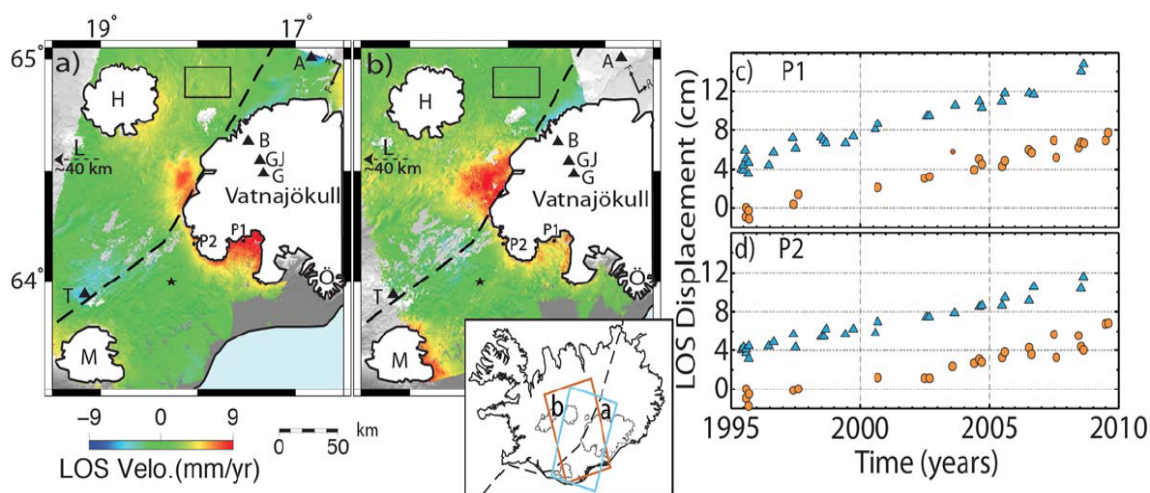 19° 17°
65°
64°
a)
H
A
R
L
~40 km
B
GJ
G
Vatnajökull
P1
P2
Ö
T
M
b)
H
A
R
L
~40 km
B
GJ
G
Vatnajökull
P1
P2
Ö
T
M
-9 0 9
LOS Velo.(mm/yr)
0 50 km
b a
c) P1
12
8
4
0
d) P2
12
8
4
0
LOS Displacement (cm)
1995 2000 2005 2010
Time (years)